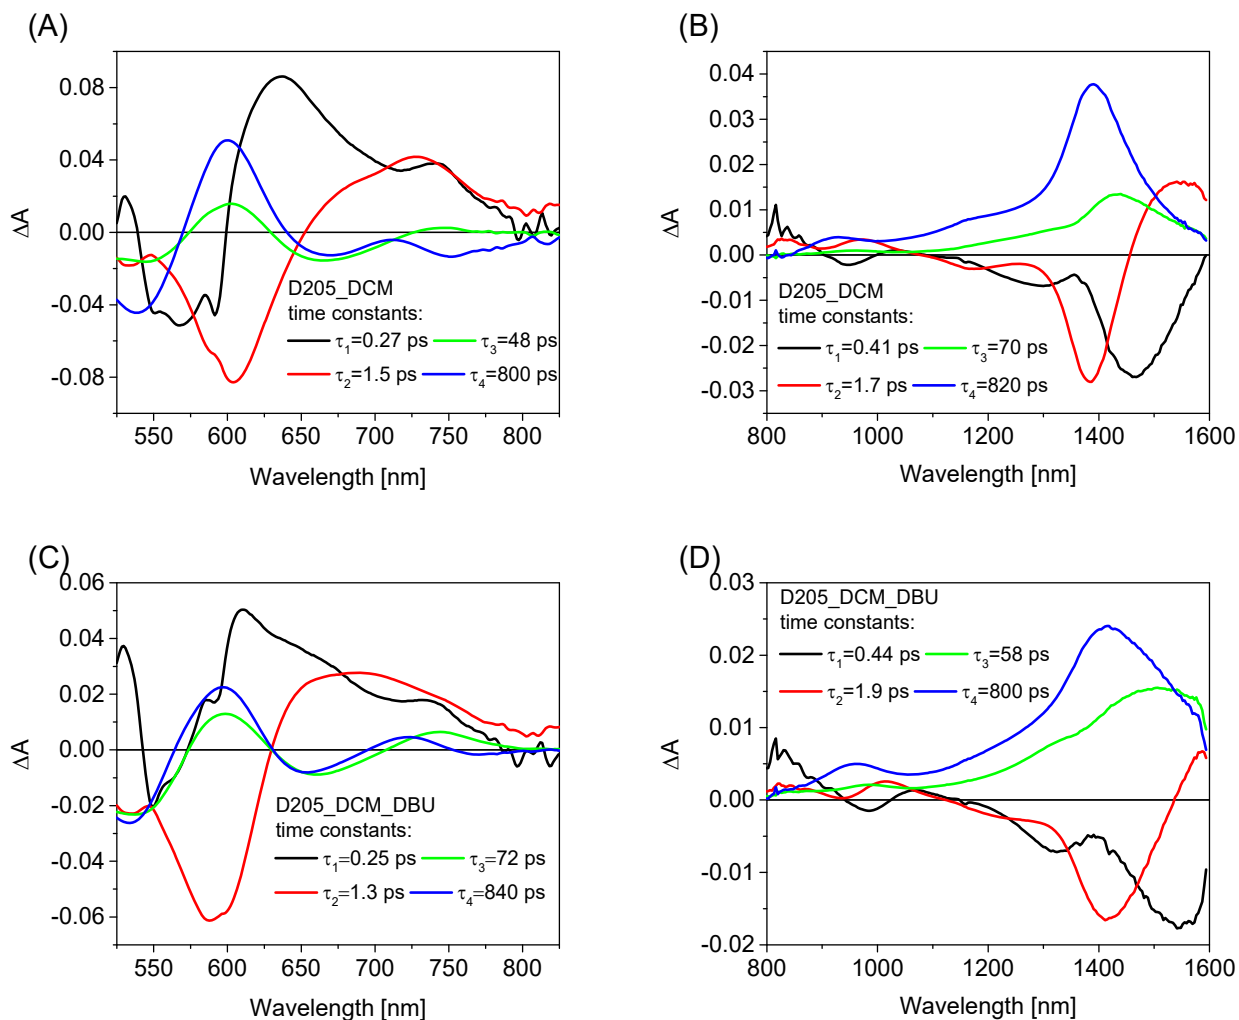 (A)
0.08
0.04
0.00
-0.04
-0.08
ΔA
D205_DCM
time constants:
τ1=0.27 ps τ3=48 ps
τ2=1.5 ps τ4=800 ps
550 600 650 700 750 800
Wavelength [nm]
(B)
0.04
0.03
0.02
0.01
0.00
-0.01
-0.02
-0.03
ΔA
D205_DCM
time constants:
τ1=0.41 ps τ3=70 ps
τ2=1.7 ps τ4=820 ps
800 1000 1200 1400 1600
Wavelength [nm]
(C)
0.06
0.04
0.02
0.00
-0.02
-0.04
-0.06
ΔA
D205_DCM_DBU
time constants:
τ1=0.25 ps τ3=72 ps
τ2=1.3 ps τ4=840 ps
550 600 650 700 750 800
Wavelength [nm]
(D)
0.03
0.02
0.01
0.00
-0.01
-0.02
ΔA
D205_DCM_DBU
time constants:
τ1=0.44 ps τ3=58 ps
τ2=1.9 ps τ4=800 ps
800 1000 1200 1400 1600
Wavelength [nm]